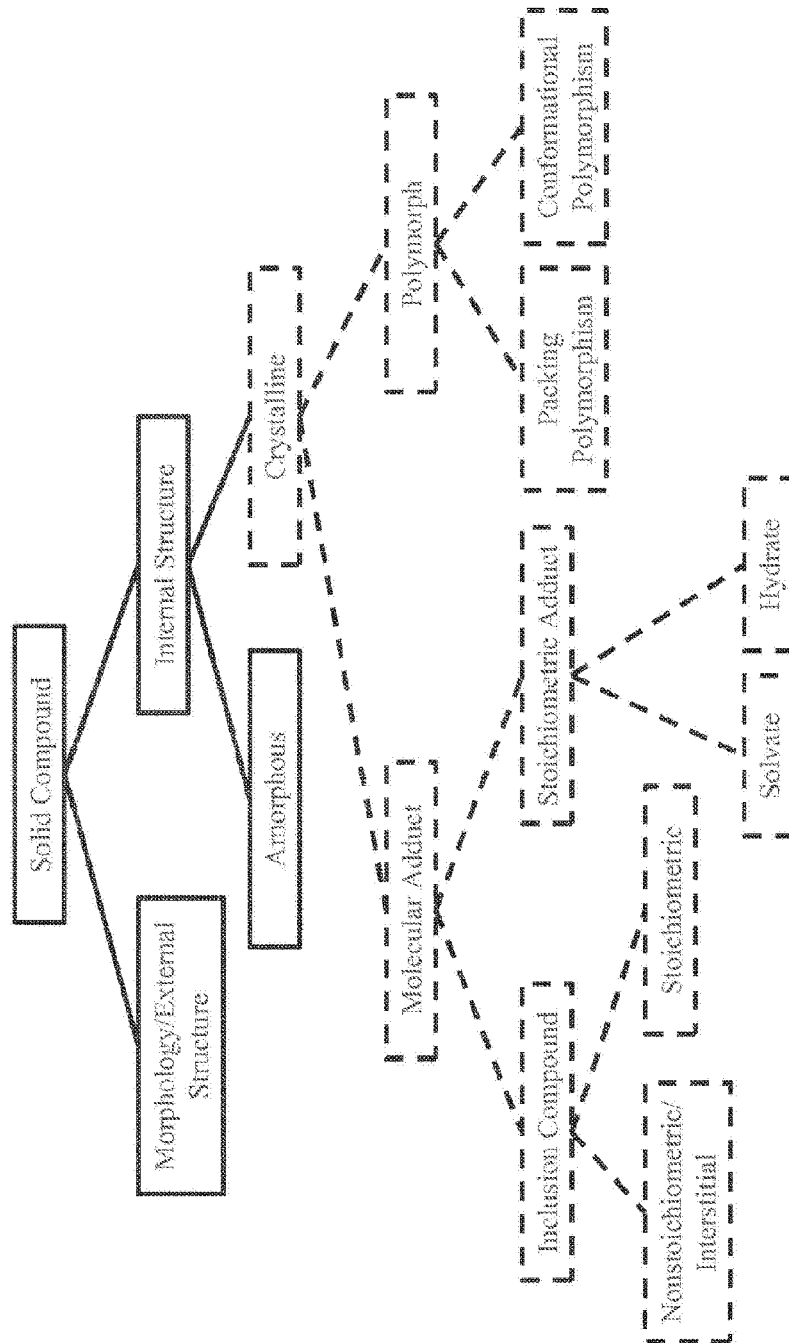 Solid Compound
Morphology/External
Structure
Internal Structure
Amorphous
Crystalline
Molecular Adduct
Polymorph
Inclusion Compound
Stoichiometric Adduct
Packing
Polymorphism
Conformational
Polymorphism
Nonstoichiometric/
Interstitial
Stoichiometric
Solvate
Hydrate